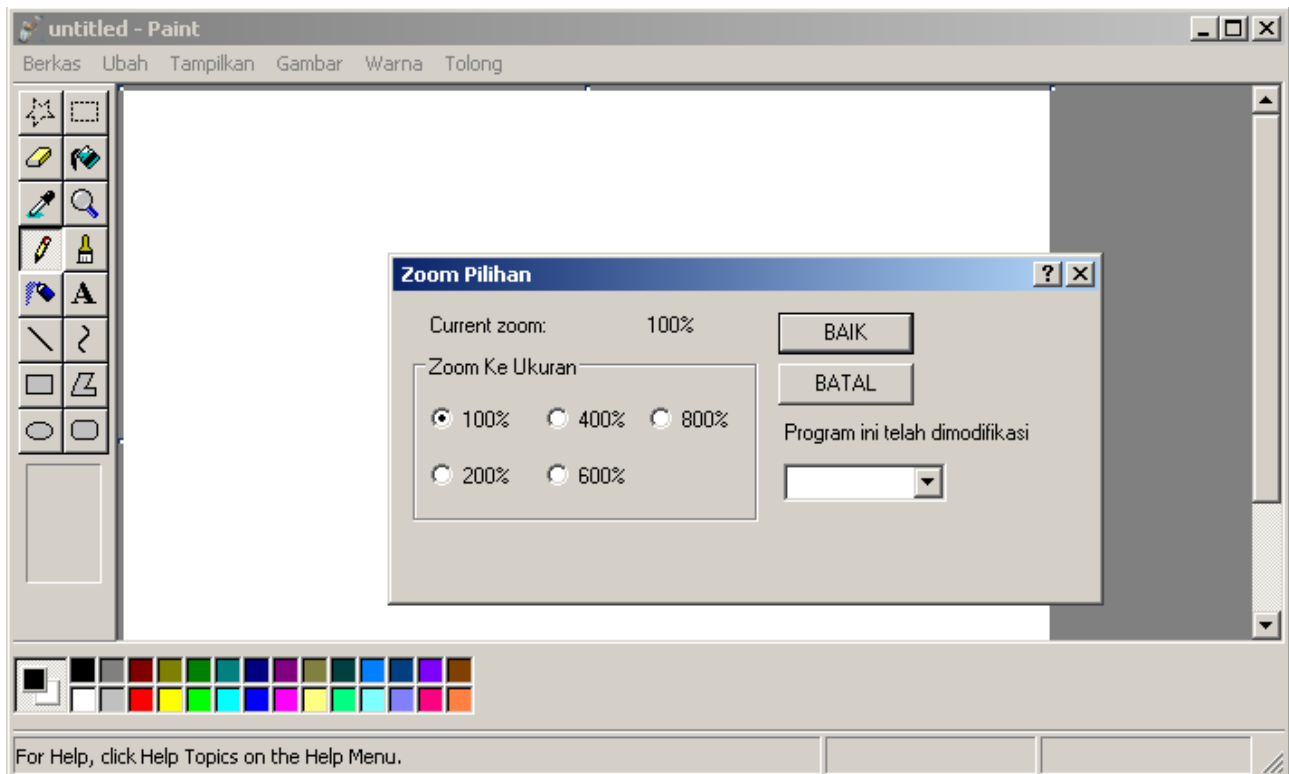 untitled - Paint
Berkas Ubah Tampilkan Gambar Warna Tolong
A
Zoom Pilihan
Current zoom: 100%
BAIK
Zoom Ke Ukuran
BATAL
100% 400% 800%
Program ini telah dimodifikasi
200% 600%
For Help, click Help Topics on the Help Menu.